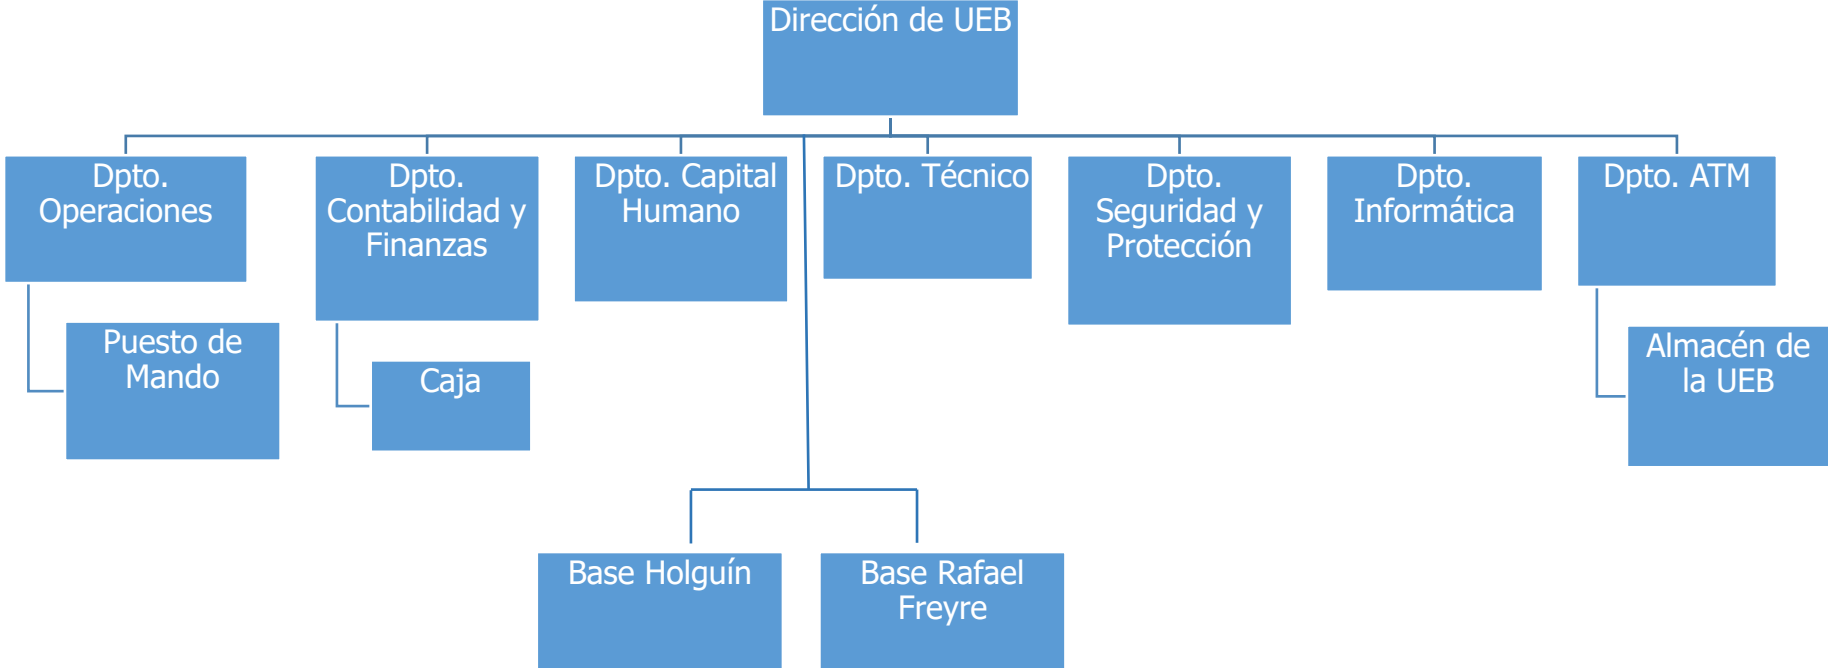 Dirección de UEB
Dpto.
Operaciones
Dpto.
Contabilidad y
Finanzas
Dpto. Capital
Humano
Dpto. Técnico
Dpto.
Seguridad y
Protección
Dpto.
Informática
Dpto. ATM
Puesto de
Mando
Caja
Almacén de
la UEB
Base Holguín
Base Rafael
Freyre